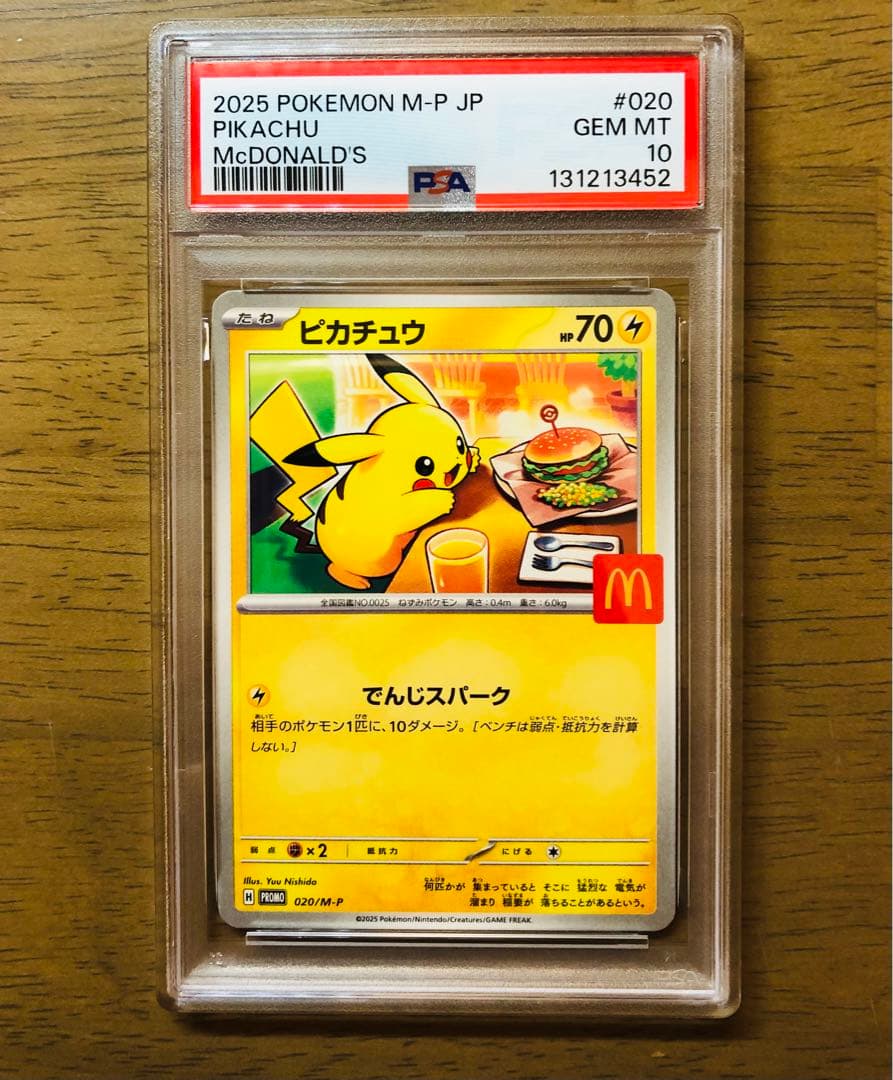 2025 POKEMON M-P JP #020
PIKACHU GEM MT
McDONALD'S 10
PSA 131213452
たね ピカチュウ HP70
全国図鑑NO.0025 ねずみポケモン 高さ:0.4m 重さ:6.0kg
でんじスパーク
相手のポケモン1匹に、10ダメージ。[ベンチは弱点・抵抗力を計算
しない。]
弱点 ×2 抵抗力 にげる
Illus. Yuu Nishida
何匹かが 集まっていると そこに 猛烈な 電気が
溜まり 稲妻が 落ちることがあるという。
H PROMO 020/M-P
©2025 Pokémon/Nintendo/Creatures/GAME FREAK